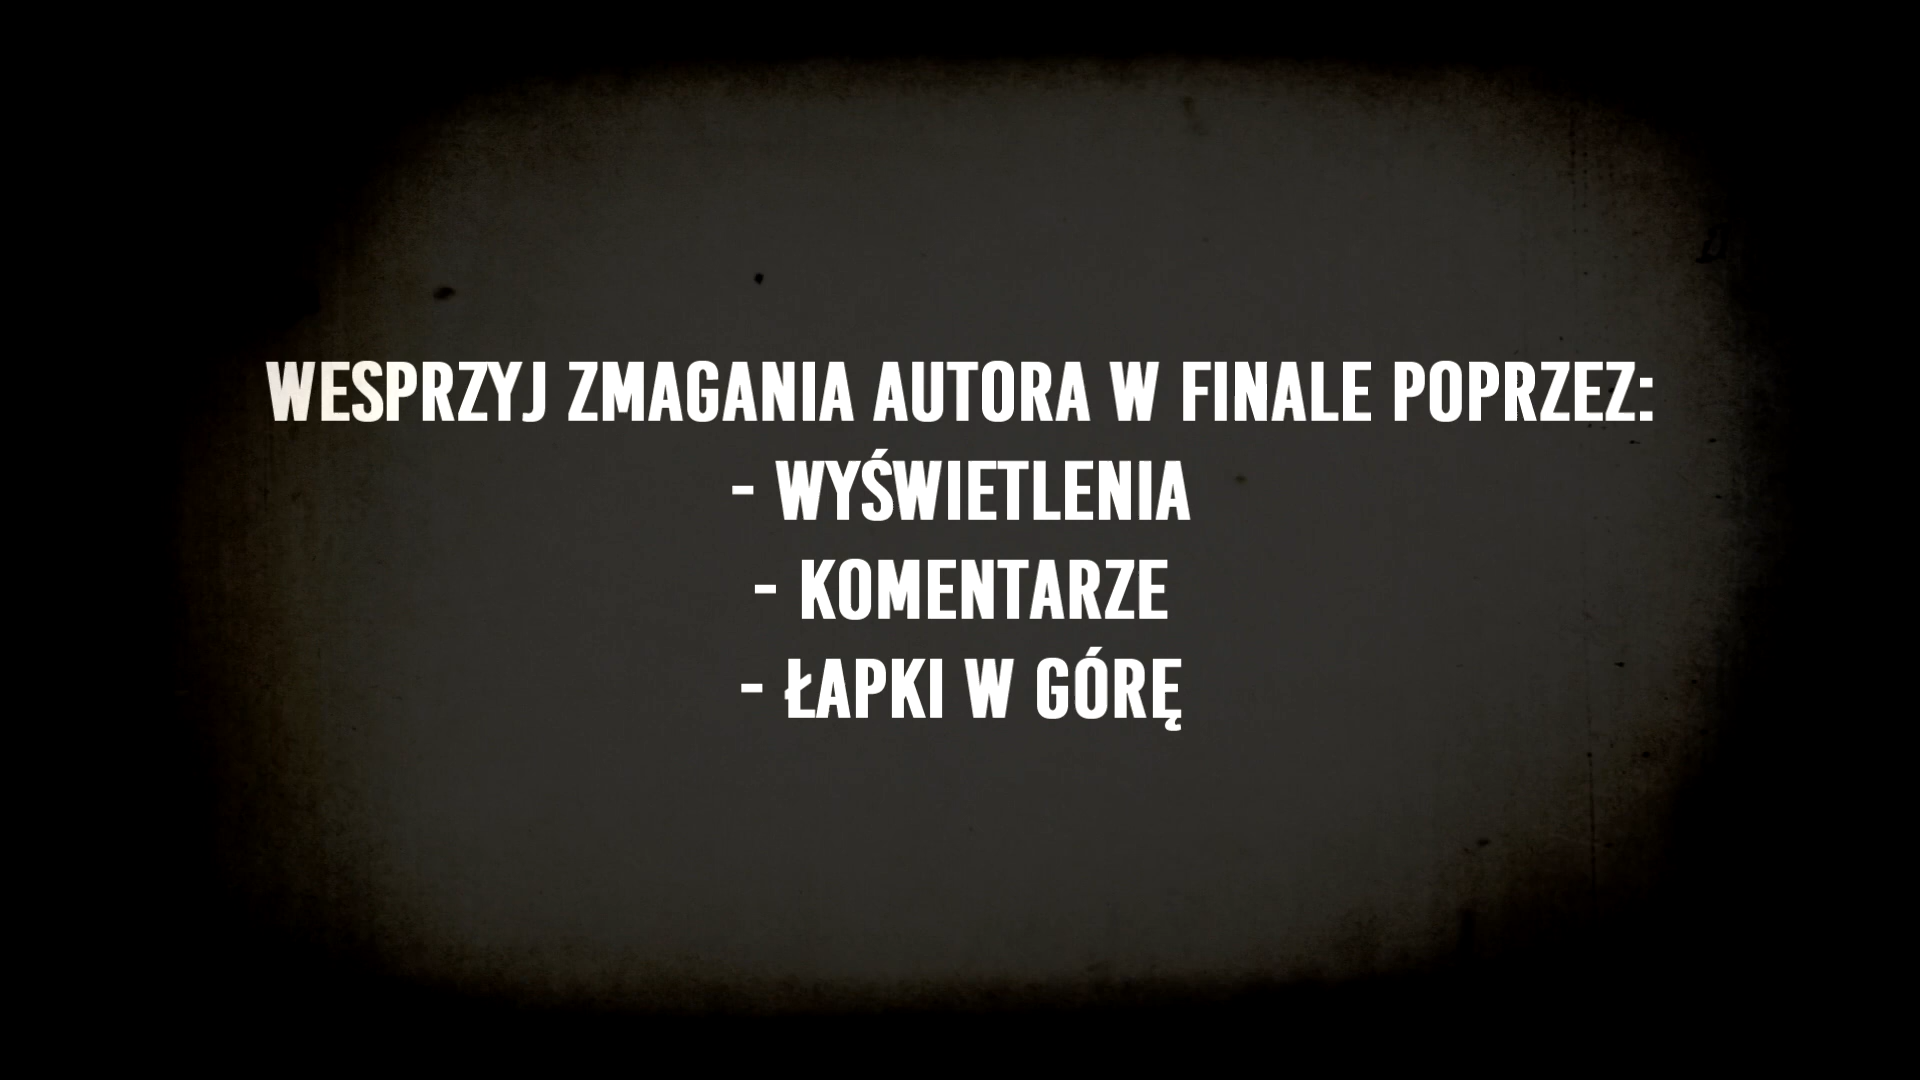 WESPRZYJ ZMAGANIA AUTORA W FINALE POPRZEZ:
- WYŚWIETLENIA
- KOMENTARZE
- ŁAPKI W GÓRĘ